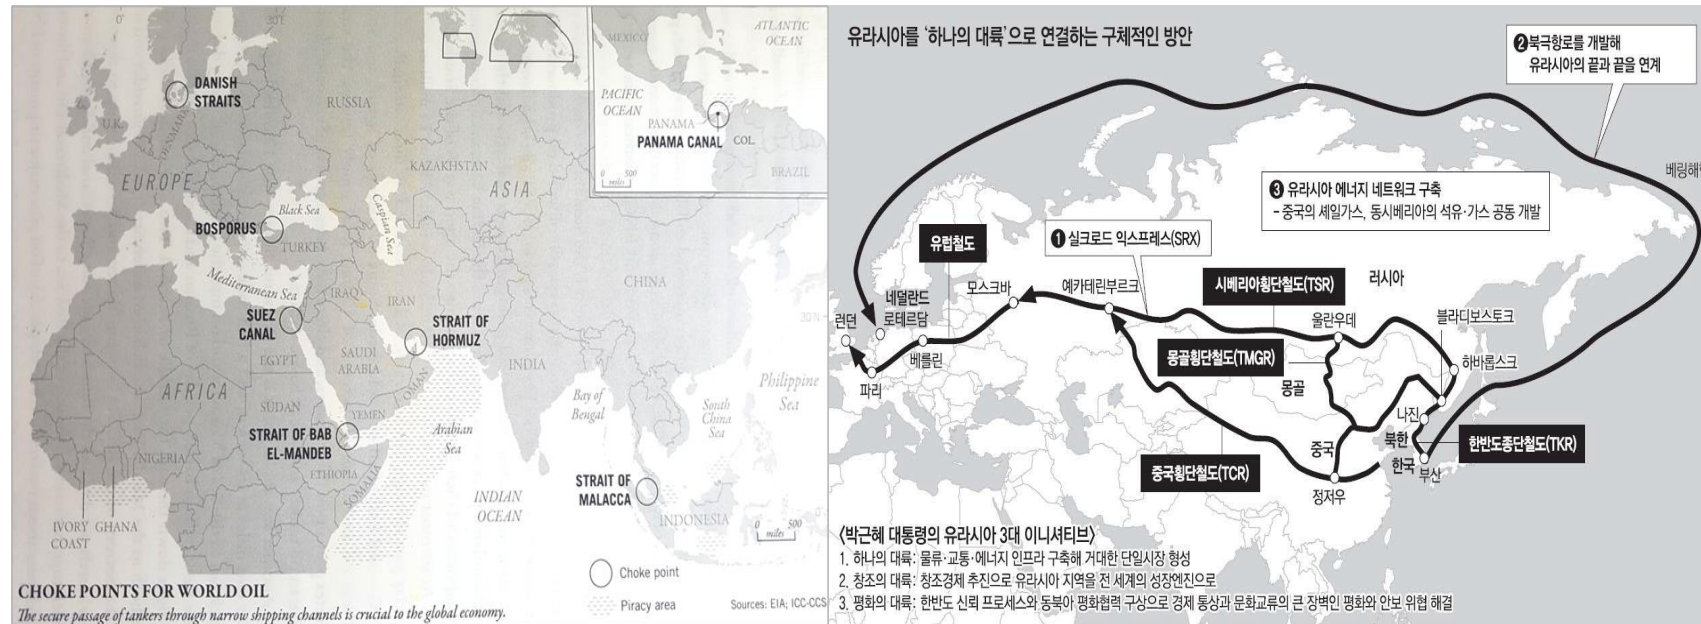 0°
30°E
MEXICO
ATLANTIC
OCEAN
PACIFIC
OCEAN
PANAMA
PANAMA CANAL
COL.
BRAZIL
0 500
miles
DANISH
STRAITS
U.K.
DENMARK
RUSSIA
KAZAKHSTAN
EUROPE
ASIA
Black Sea
Caspian Sea
BOSPORUS
TURKEY
Mediterranean Sea
CHINA
IRAQ
IRAN
SUEZ
CANAL
STRAIT OF
HORMUZ
EGYPT
SAUDI
ARABIA
OMAN
INDIA
AFRICA
SUDAN
YEMEN
Bay of
Bengal
South
China
Sea
Philippine
Sea
Arabian
Sea
STRAIT OF BAB
EL-MANDEB
NIGERIA
ETHIOPIA
SOMALIA
STRAIT OF
MALACCA
INDIAN
OCEAN
INDONESIA
0 500
miles
IVORY
COAST
GHANA
Choke point
Piracy area
Sources: EIA; ICC-CCS
CHOKE POINTS FOR WORLD OIL
The secure passage of tankers through narrow shipping channels is crucial to the global economy.
유라시아를 '하나의 대륙'으로 연결하는 구체적인 방안
❷북극항로를 개발해
유라시아의 끝과 끝을 연계
❸ 유라시아 에너지 네트워크 구축
- 중국의 셰일가스, 동시베리아의 석유·가스 공동 개발
❶ 실크로드 익스프레스(SRX)
유럽철도
시베리아횡단철도(TSR)
러시아
모스크바
예카테린부르크
네덜란드
로테르담
런던
베를린
파리
울란우데
블라디보스토크
하바롭스크
몽골횡단철도(TMGR)
몽골
나진
북한
한국
부산
한반도종단철도(TKR)
중국
중국횡단철도(TCR)
정저우
〈박근혜 대통령의 유라시아 3대 이니셔티브〉
1. 하나의 대륙: 물류·교통·에너지 인프라 구축해 거대한 단일시장 형성
2. 창조의 대륙: 창조경제 추진으로 유라시아 지역을 전 세계의 성장엔진으로
3. 평화의 대륙: 한반도 신뢰 프로세스와 동북아 평화협력 구상으로 경제 통상과 문화교류의 큰 장벽인 평화와 안보 위협 해결